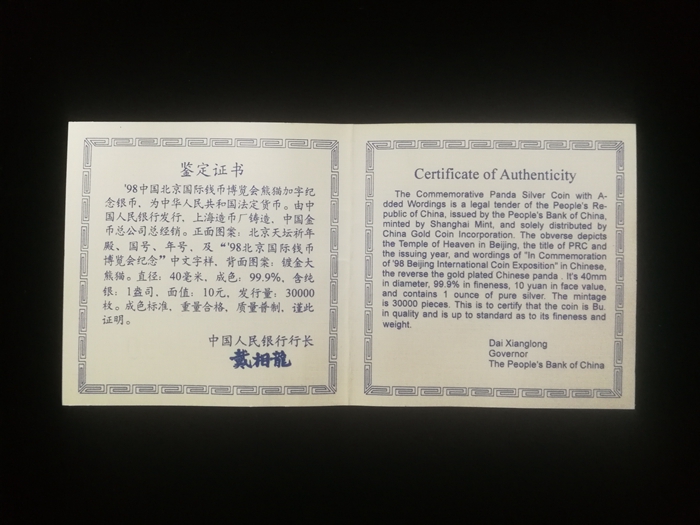 鉴定证书
'98中国北京国际钱币博览会熊猫加字纪
念银币，为中华人民共和国法定货币。由中
国人民银行发行，上海造币厂铸造，中国金
币总公司总经销。正面图案：北京天坛祈年
殿、国号、年号，及“'98北京国际钱币
博览会纪念”中文字样，背面图案：镀金大
熊猫。直径：40毫米，成色：99.9%，含纯
银：1盎司，面值：10元，发行量：30000
枚。成色标准，重量合格，质量普制，谨此
证明。
中国人民银行行长
戴相龍
Certificate of Authenticity
The Commemorative Panda Silver Coin with A-
dded Wordings is a legal tender of the People's Re-
public of China, issued by the People's Bank of China,
minted by Shanghai Mint, and solely distributed by
China Gold Coin Incorporation. The obverse depicts
the Temple of Heaven in Beijing, the title of PRC and
the issuing year, and wordings of "In Commemoration
of '98 Beijing International Coin Exposition" in Chinese,
the reverse the gold plated Chinese panda . It's 40mm
in diameter, 99.9% in fineness, 10 yuan in face value,
and contains 1 ounce of pure silver. The mintage
is 30000 pieces. This is to certify that the coin is Bu.
in quality and is up to standard as to its fineness and
weight.
Dai Xianglong
Governor
The People's Bank of China